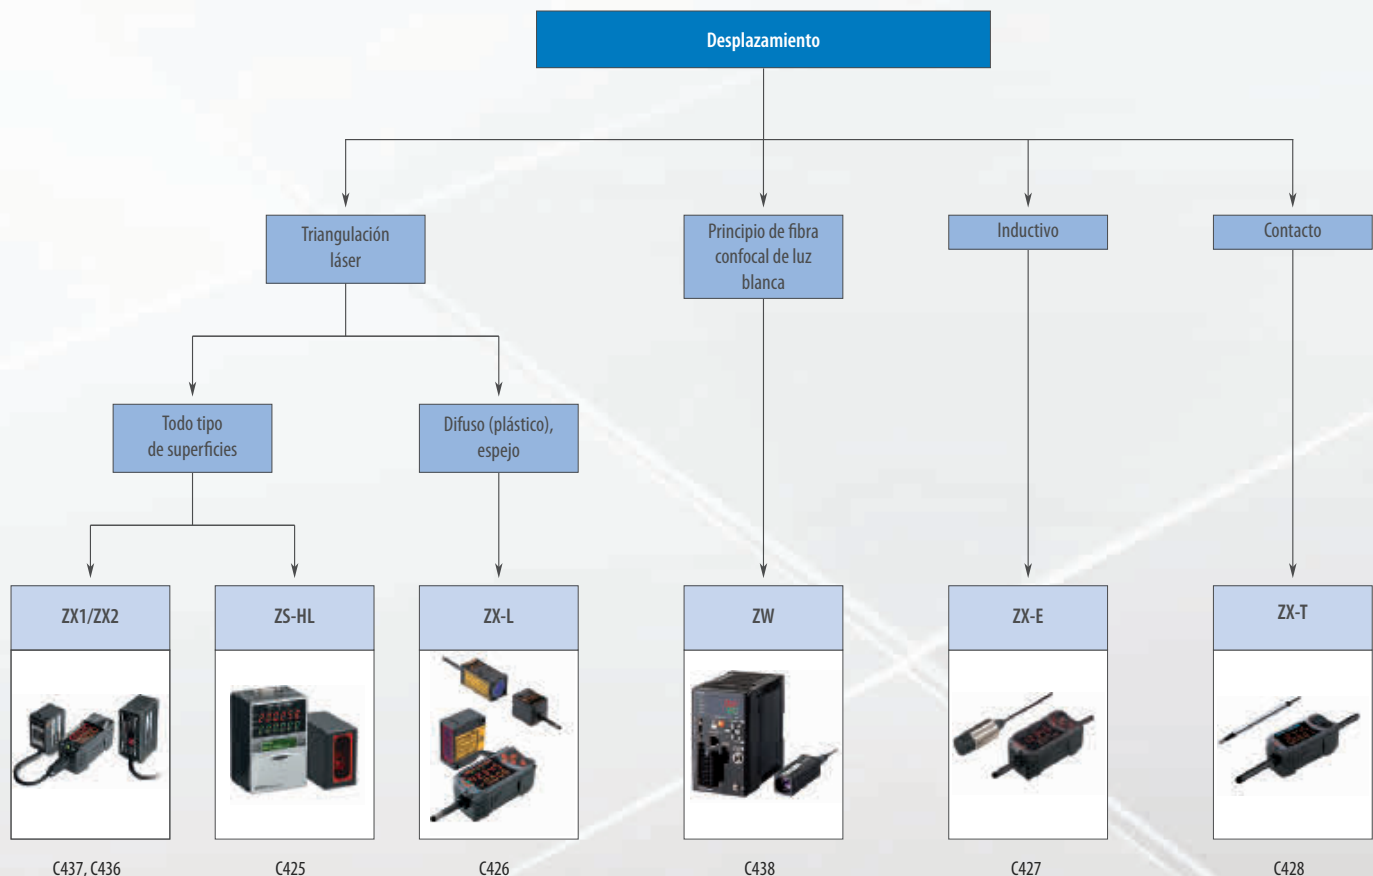 Desplazamiento
Triangulación
láser
Principio de fibra
confocal de luz
blanca
Inductivo
Contacto
Todo tipo
de superficies
Difuso (plástico),
espejo
ZX1/ZX2
ZS-HL
ZX-L
ZW
ZX-E
ZX-T
C437, C436
C425
C426
C438
C427
C428